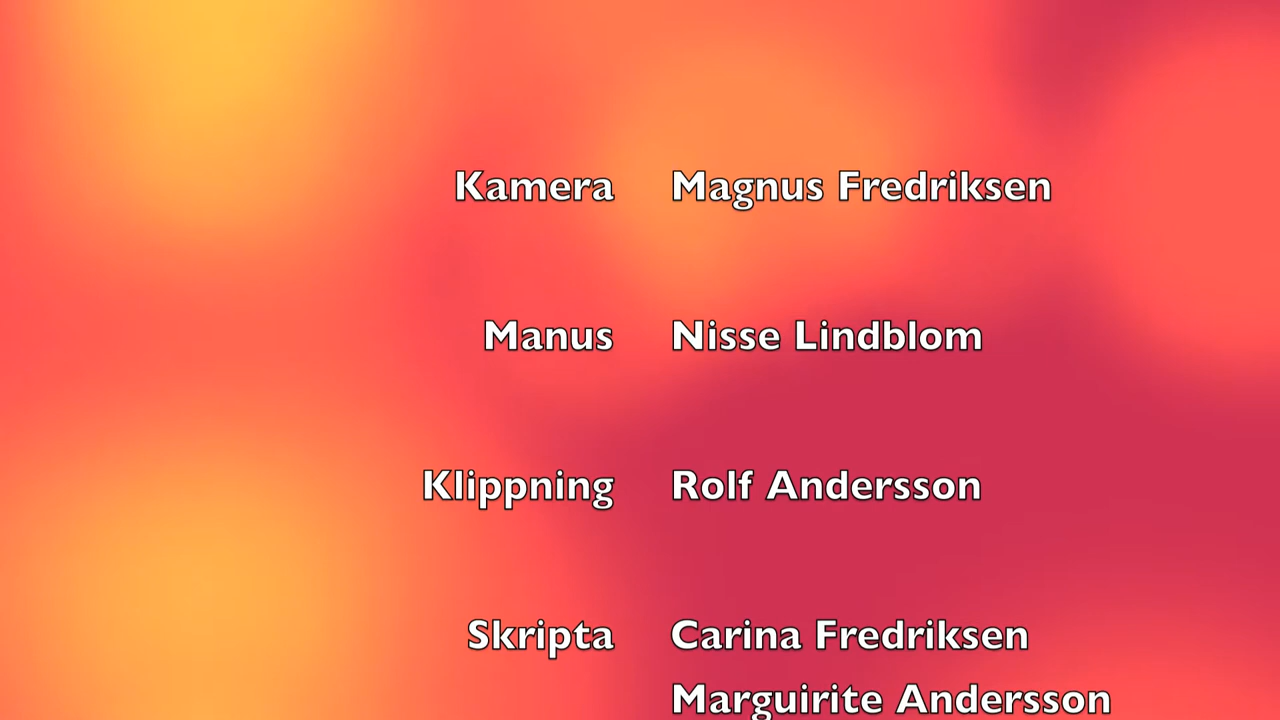 Kamera Magnus Fredriksen
Manus Nisse Lindblom
Klippning Rolf Andersson
Skripta Carina Fredriksen
Marguirite Andersson